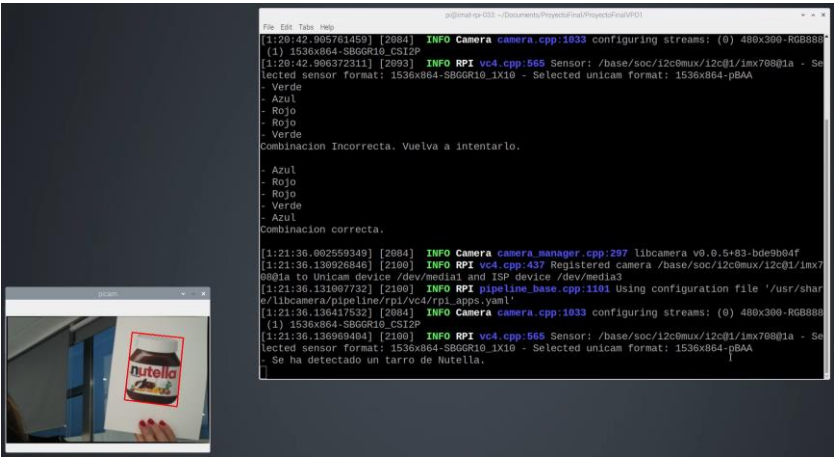 pi@imat-rpi-033: ~/Documents/ProyectoFinal/ProyectoFinalVPO1
File Edit Tabs Help
[1:20:42.905761459] [2084] INFO Camera camera.cpp:1033 configuring streams: (0) 480x300-RGB888
(1) 1536x864-SBGGR10_CSI2P
[1:20:42.906372311] [2093] INFO RPI vc4.cpp:565 Sensor: /base/soc/i2c0mux/i2c@1/imx708@1a - Se
lected sensor format: 1536x864-SBGGR10_1X10 - Selected unicam format: 1536x864-pBAA
- Verde
- Azul
- Rojo
- Rojo
- Verde
Combinacion Incorrecta. Vuelva a intentarlo.
- Azul
- Rojo
- Rojo
- Verde
- Azul
Combinacion correcta.
[1:21:36.002559349] [2084] INFO Camera camera_manager.cpp:297 libcamera v0.0.5+83-bde9b04f
[1:21:36.130926846] [2100] INFO RPI vc4.cpp:437 Registered camera /base/soc/i2c0mux/i2c@1/imx7
08@1a to Unicam device /dev/media1 and ISP device /dev/media3
[1:21:36.131007732] [2100] INFO RPI pipeline_base.cpp:1101 Using configuration file '/usr/shar
e/libcamera/pipeline/rpi/vc4/rpi_apps.yaml'
[1:21:36.136417532] [2084] INFO Camera camera.cpp:1033 configuring streams: (0) 480x300-RGB888
(1) 1536x864-SBGGR10_CSI2P
[1:21:36.136969404] [2100] INFO RPI vc4.cpp:565 Sensor: /base/soc/i2c0mux/i2c@1/imx708@1a - Se
lected sensor format: 1536x864-SBGGR10_1X10 - Selected unicam format: 1536x864-pBAA
- Se ha detectado un tarro de Nutella.
picam
nutella